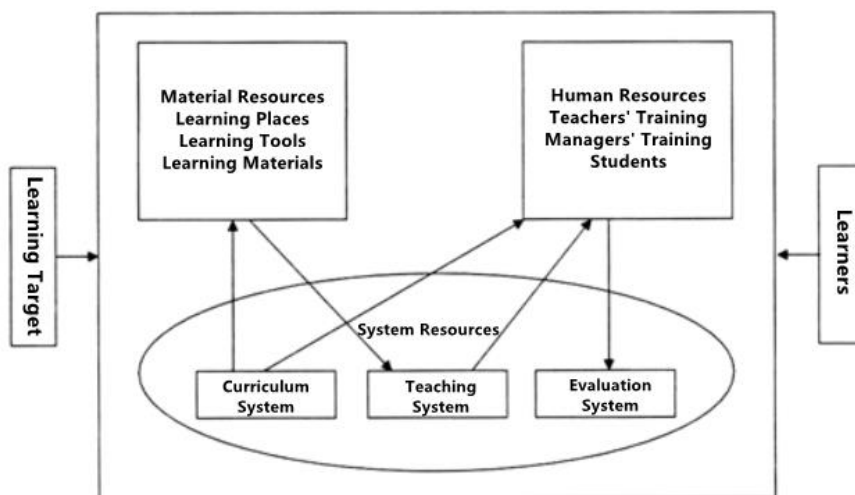 Material Resources
Learning Places
Learning Tools
Learning Materials
Human Resources
Teachers' Training
Managers' Training
Students
Learning Target
Learners
System Resources
Curriculum
System
Teaching
System
Evaluation
System